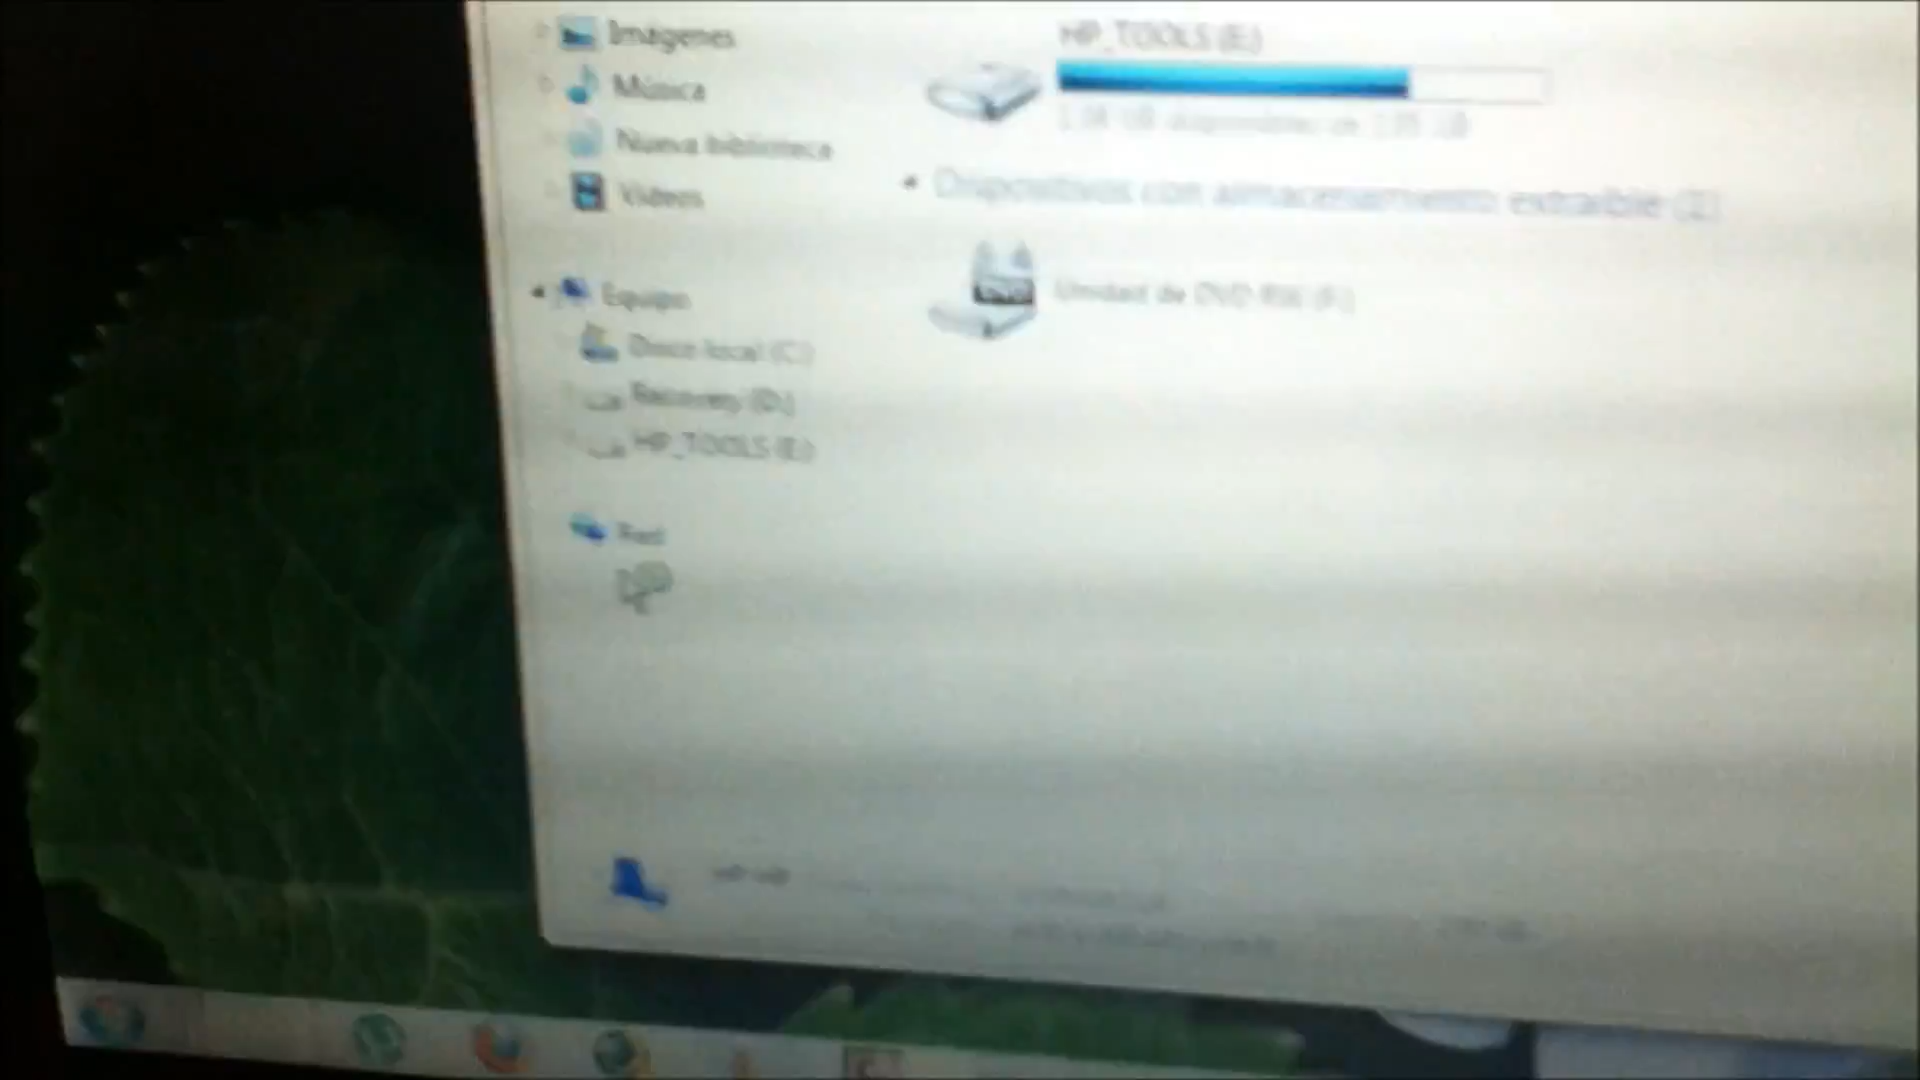 Imágenes
Música
Nueva biblioteca
Vídeos
Equipo
Disco local (C:)
Recovery (D:)
HP_TOOLS (E:)
Red
HP_TOOLS (E:)
Dispositivos con almacenamiento extraíble (1)
Unidad de DVD RW (F:)